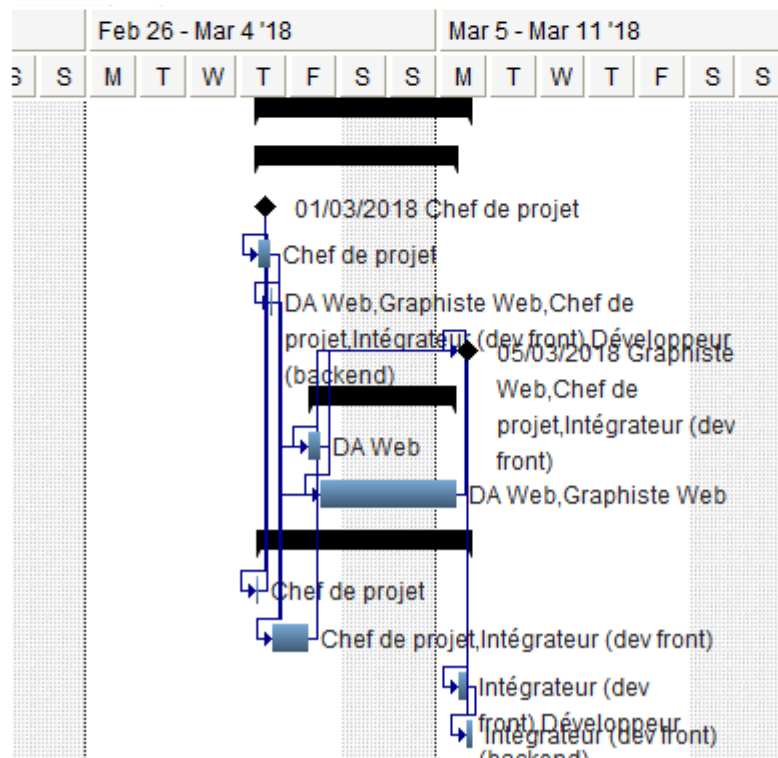 Feb 26 - Mar 4 '18 Mar 5 - Mar 11 '18
S S M T W T F S S M T W T F S S
01/03/2018 Chef de projet
Chef de projet
DA Web,Graphiste Web,Chef de
projet,Intégrateur (dev front),Développeur
(backend)
05/03/2018 Graphiste
Web,Chef de
projet,Intégrateur (dev
front)
DA Web
DA Web,Graphiste Web
Chef de projet
Chef de projet,Intégrateur (dev front)
Intégrateur (dev
front),Développeur
(backend)
Intégrateur (dev front)